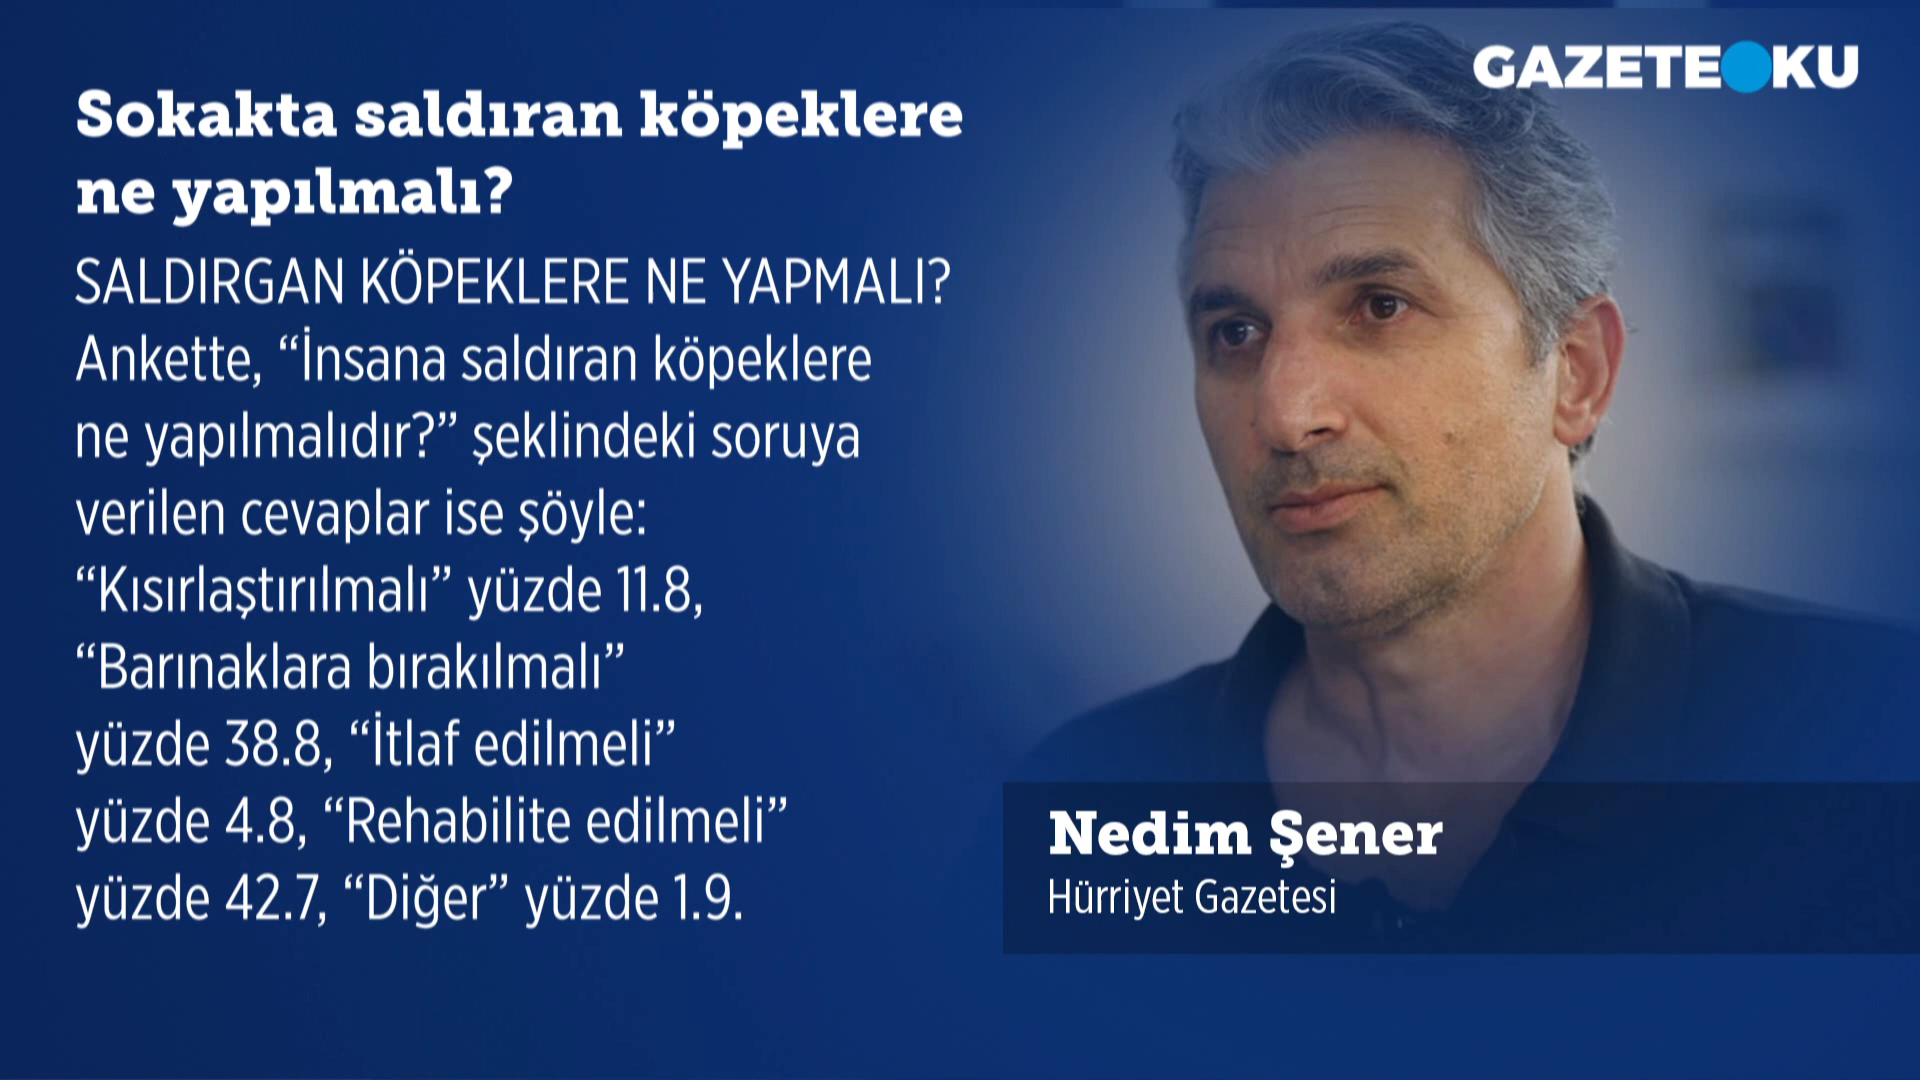 GAZETEOKU
Sokakta saldıran köpeklere
ne yapılmalı?
SALDIRGAN KÖPEKLERE NE YAPMALI?
Ankette, “İnsana saldıran köpeklere
ne yapılmalıdır?” şeklindeki soruya
verilen cevaplar ise şöyle:
“Kısırlaştırılmalı” yüzde 11.8,
“Barınaklara bırakılmalı”
yüzde 38.8, “İtlaf edilmeli”
yüzde 4.8, “Rehabilite edilmeli”
yüzde 42.7, “Diğer” yüzde 1.9.
Nedim Şener
Hürriyet Gazetesi